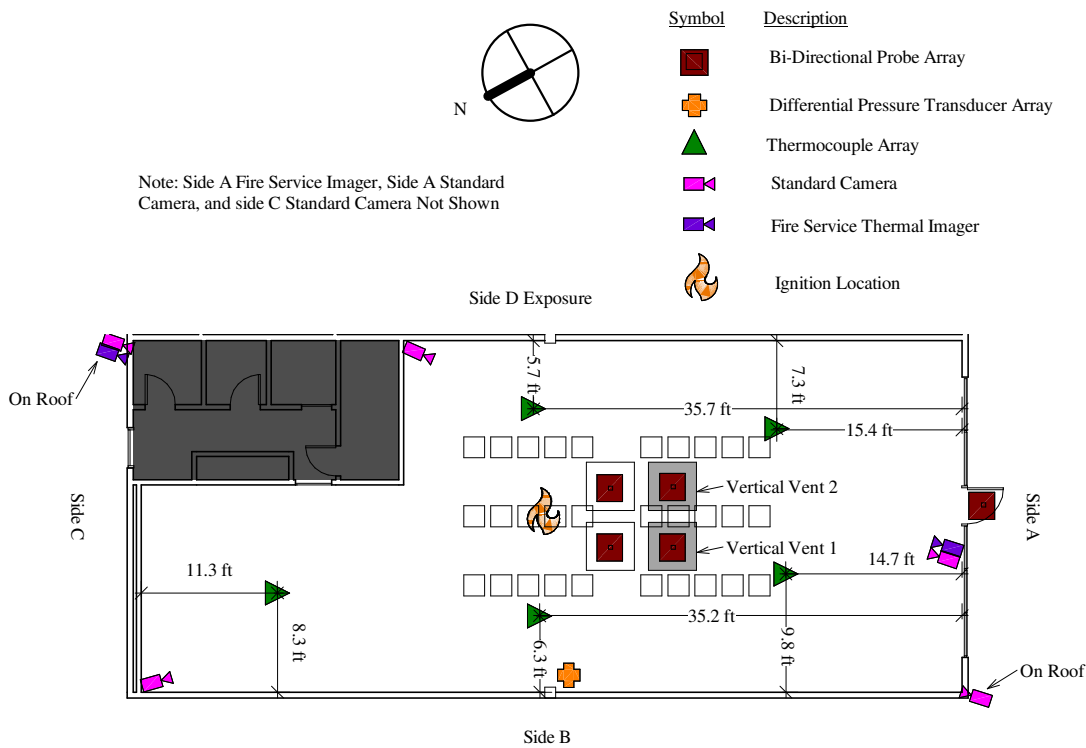 Symbol Description
Bi-Directional Probe Array
Differential Pressure Transducer Array
Thermocouple Array
Standard Camera
Fire Service Thermal Imager
Ignition Location
N
Note: Side A Fire Service Imager, Side A Standard
Camera, and side C Standard Camera Not Shown
Side D Exposure
On Roof
5.7 ft
7.3 ft
35.7 ft
15.4 ft
Vertical Vent 2
Side C
Side A
Vertical Vent 1
14.7 ft
11.3 ft
35.2 ft
8.3 ft
6.3 ft
9.8 ft
On Roof
Side B